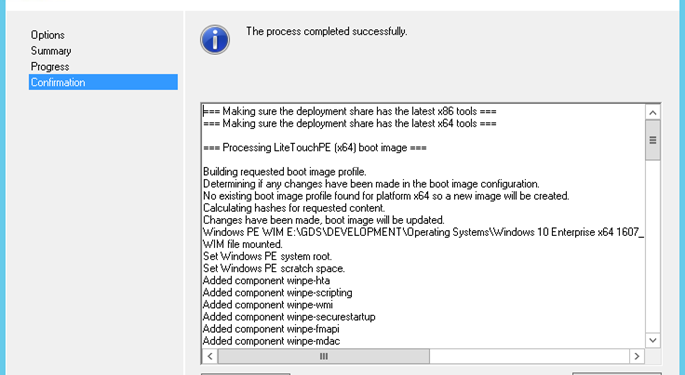 Options
Summary
Progress
Confirmation
The process completed successfully.
=== Making sure the deployment share has the latest x86 tools ===
=== Making sure the deployment share has the latest x64 tools ===
=== Processing LiteTouchPE (x64) boot image ===
Building requested boot image profile.
Determining if any changes have been made in the boot image configuration.
No existing boot image profile found for platform x64 so a new image will be created.
Calculating hashes for requested content.
Changes have been made, boot image will be updated.
Windows PE WIM E:\GDS\DEVELOPMENT\Operating Systems\Windows 10 Enterprise x64 1607_
WIM file mounted.
Set Windows PE system root.
Set Windows PE scratch space.
Added component winpe-hta
Added component winpe-scripting
Added component winpe-wmi
Added component winpe-securestartup
Added component winpe-fmapi
Added component winpe-mdac